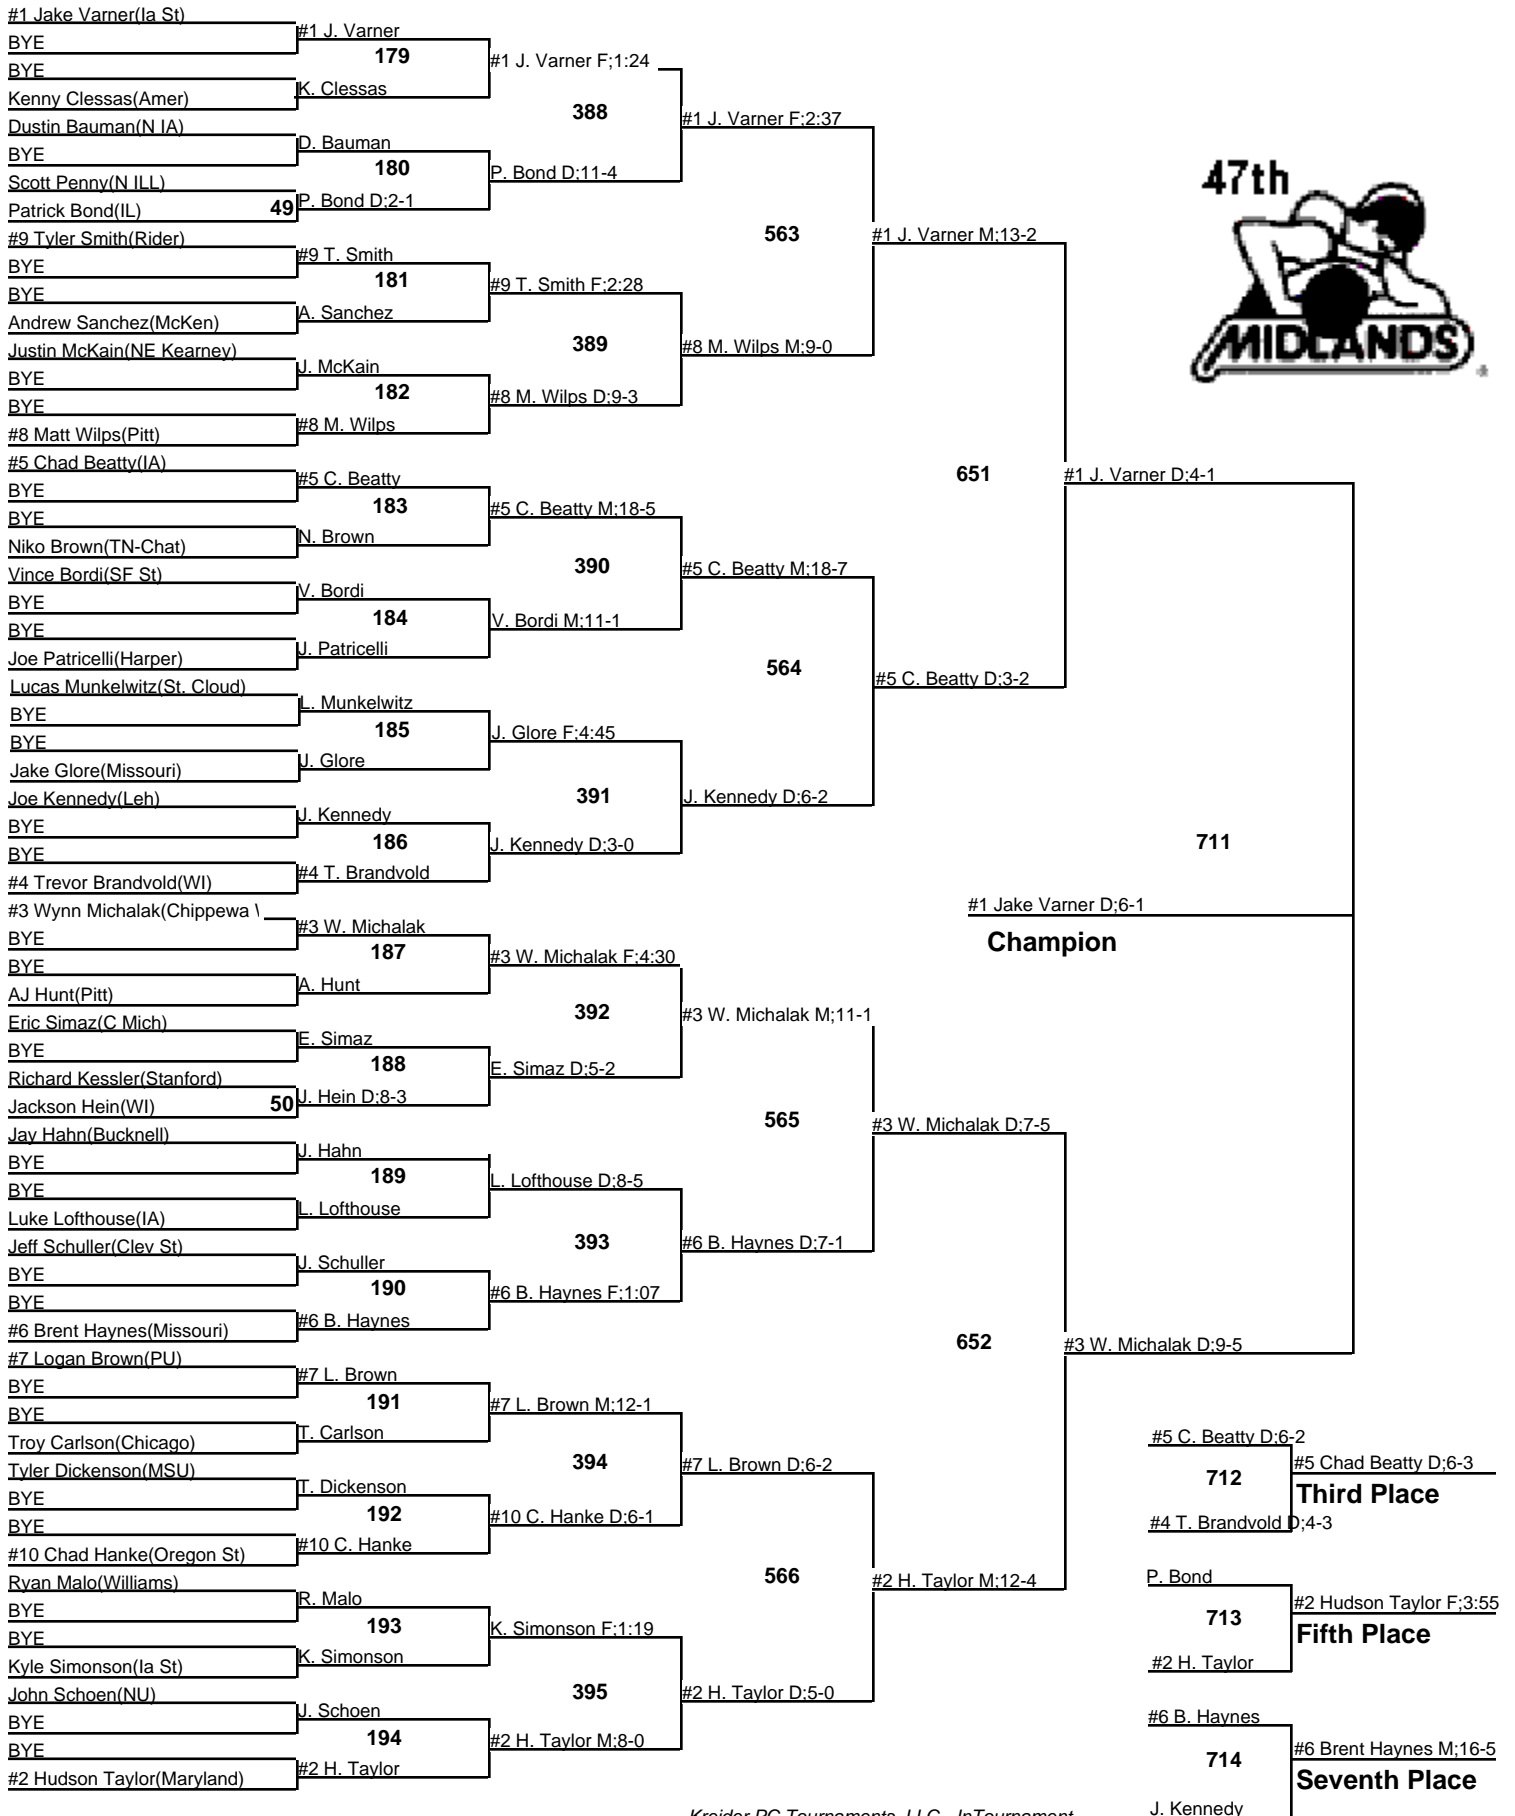 #1 Jake Varner(Ia St)
BYE
BYE
Kenny Clessas(Amer)
Dustin Bauman(N IA)
BYE
Scott Penny(N ILL)
Patrick Bond(IL) 49
#9 Tyler Smith(Rider)
BYE
BYE
Andrew Sanchez(McKen)
Justin McKain(NE Kearney)
BYE
BYE
#8 Matt Wilps(Pitt)
#5 Chad Beatty(IA)
BYE
BYE
Niko Brown(TN-Chat)
Vince Bordi(SF St)
BYE
BYE
Joe Patricelli(Harper)
Lucas Munkelwitz(St. Cloud)
BYE
BYE
Jake Glore(Missouri)
Joe Kennedy(Leh)
BYE
BYE
#4 Trevor Brandvold(WI)
#3 Wynn Michalak(Chippewa \
BYE
BYE
AJ Hunt(Pitt)
Eric Simaz(C Mich)
BYE
Richard Kessler(Stanford)
Jackson Hein(WI) 50
Jay Hahn(Bucknell)
BYE
BYE
Luke Lofthouse(IA)
Jeff Schuller(Clev St)
BYE
BYE
#6 Brent Haynes(Missouri)
#7 Logan Brown(PU)
BYE
BYE
Troy Carlson(Chicago)
Tyler Dickenson(MSU)
BYE
BYE
#10 Chad Hanke(Oregon St)
Ryan Malo(Williams)
BYE
BYE
Kyle Simonson(Ia St)
John Schoen(NU)
BYE
BYE
#2 Hudson Taylor(Maryland)
#1 J. Varner
179
K. Clessas
D. Bauman
180
P. Bond D;2-1
#9 T. Smith
181
A. Sanchez
J. McKain
182
#8 M. Wilps
#5 C. Beatty
183
N. Brown
V. Bordi
184
J. Patricelli
L. Munkelwitz
185
J. Glore
J. Kennedy
186
#4 T. Brandvold
#3 W. Michalak
187
A. Hunt
E. Simaz
188
J. Hein D;8-3
J. Hahn
189
L. Lofthouse
J. Schuller
190
#6 B. Haynes
#7 L. Brown
191
T. Carlson
T. Dickenson
192
#10 C. Hanke
R. Malo
193
K. Simonson
J. Schoen
194
#2 H. Taylor
#1 J. Varner F;1:24
388
P. Bond D;11-4
#9 T. Smith F;2:28
389
#8 M. Wilps D;9-3
#5 C. Beatty M;18-5
390
V. Bordi M;11-1
J. Glore F;4:45
391
J. Kennedy D;3-0
#3 W. Michalak F;4:30
392
E. Simaz D;5-2
L. Lofthouse D;8-5
393
#6 B. Haynes F;1:07
#7 L. Brown M;12-1
394
#10 C. Hanke D;6-1
K. Simonson F;1:19
395
#2 H. Taylor M;8-0
#1 J. Varner F;2:37
563
#8 M. Wilps M;9-0
#5 C. Beatty M;18-7
564
J. Kennedy D;6-2
#3 W. Michalak M;11-1
565
#6 B. Haynes D;7-1
#7 L. Brown D;6-2
566
#2 H. Taylor D;5-0
#1 J. Varner M;13-2
651
#5 C. Beatty D;3-2
#3 W. Michalak D;7-5
652
#2 H. Taylor M;12-4
47th
MIDLANDS
#1 J. Varner D;4-1
711
#1 Jake Varner D;6-1
Champion
#3 W. Michalak D;9-5
#5 C. Beatty D;6-2
712
#4 T. Brandvold D;4-3
#5 Chad Beatty D;6-3
Third Place
P. Bond
713
#2 H. Taylor
#2 Hudson Taylor F;3:55
Fifth Place
#6 B. Haynes
714
J. Kennedy
#6 Brent Haynes M;16-5
Seventh Place
Kreider PC Tournaments, LLC - InTournament